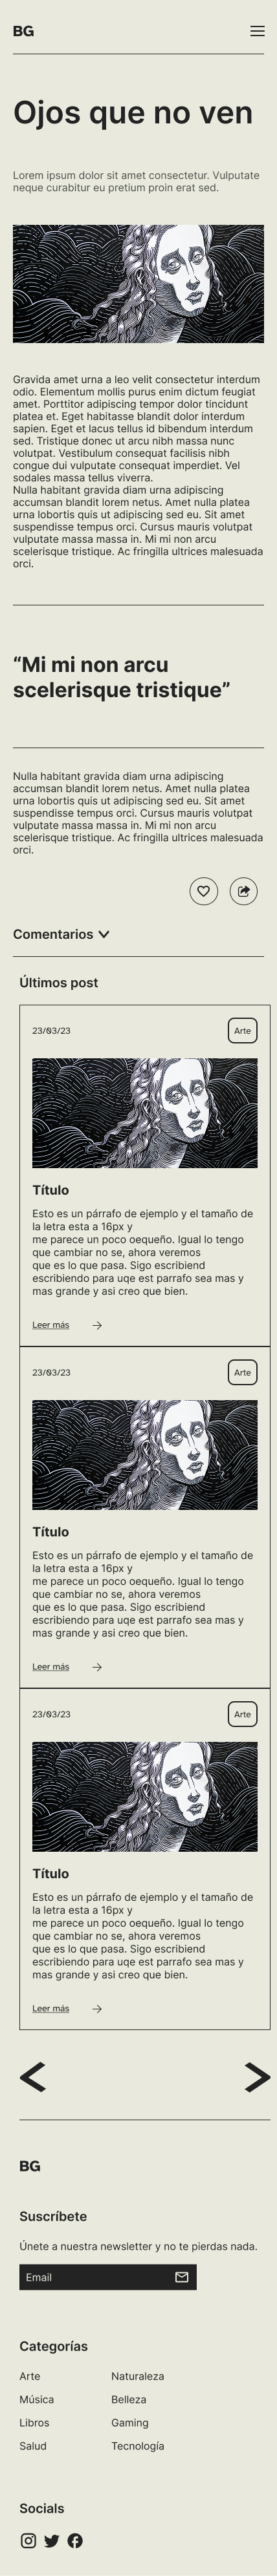 BG
Ojos que no ven
Lorem ipsum dolor sit amet consectetur. Vulputate
neque curabitur eu pretium proin erat sed.
Gravida amet urna a leo velit consectetur interdum
odio. Elementum mollis purus enim dictum feugiat
amet. Porttitor adipiscing tempor dolor tincidunt
platea et. Eget habitasse blandit dolor interdum
sapien. Eget et lacus tellus id bibendum interdum
sed. Tristique donec ut arcu nibh massa nunc
volutpat. Vestibulum consequat facilisis nibh
congue dui vulputate consequat imperdiet. Vel
sodales massa tellus viverra.
Nulla habitant gravida diam urna adipiscing
accumsan blandit lorem netus. Amet nulla platea
urna lobortis quis ut adipiscing sed eu. Sit amet
suspendisse tempus orci. Cursus mauris volutpat
vulputate massa massa in. Mi mi non arcu
scelerisque tristique. Ac fringilla ultrices malesuada
orci.
“Mi mi non arcu
scelerisque tristique”
Nulla habitant gravida diam urna adipiscing
accumsan blandit lorem netus. Amet nulla platea
urna lobortis quis ut adipiscing sed eu. Sit amet
suspendisse tempus orci. Cursus mauris volutpat
vulputate massa massa in. Mi mi non arcu
scelerisque tristique. Ac fringilla ultrices malesuada
orci.
Comentarios
Últimos post
23/03/23 Arte
Título
Esto es un párrafo de ejemplo y el tamaño de
la letra esta a 16px y
me parece un poco oequeño. Igual lo tengo
que cambiar no se, ahora veremos
que es lo que pasa. Sigo escribiend
escribiendo para uqe est parrafo sea mas y
mas grande y asi creo que bien.
Leer más
23/03/23 Arte
Título
Esto es un párrafo de ejemplo y el tamaño de
la letra esta a 16px y
me parece un poco oequeño. Igual lo tengo
que cambiar no se, ahora veremos
que es lo que pasa. Sigo escribiend
escribiendo para uqe est parrafo sea mas y
mas grande y asi creo que bien.
Leer más
23/03/23 Arte
Título
Esto es un párrafo de ejemplo y el tamaño de
la letra esta a 16px y
me parece un poco oequeño. Igual lo tengo
que cambiar no se, ahora veremos
que es lo que pasa. Sigo escribiend
escribiendo para uqe est parrafo sea mas y
mas grande y asi creo que bien.
Leer más
BG
Suscríbete
Únete a nuestra newsletter y no te pierdas nada.
Email
Categorías
Arte Naturaleza
Música Belleza
Libros Gaming
Salud Tecnología
Socials